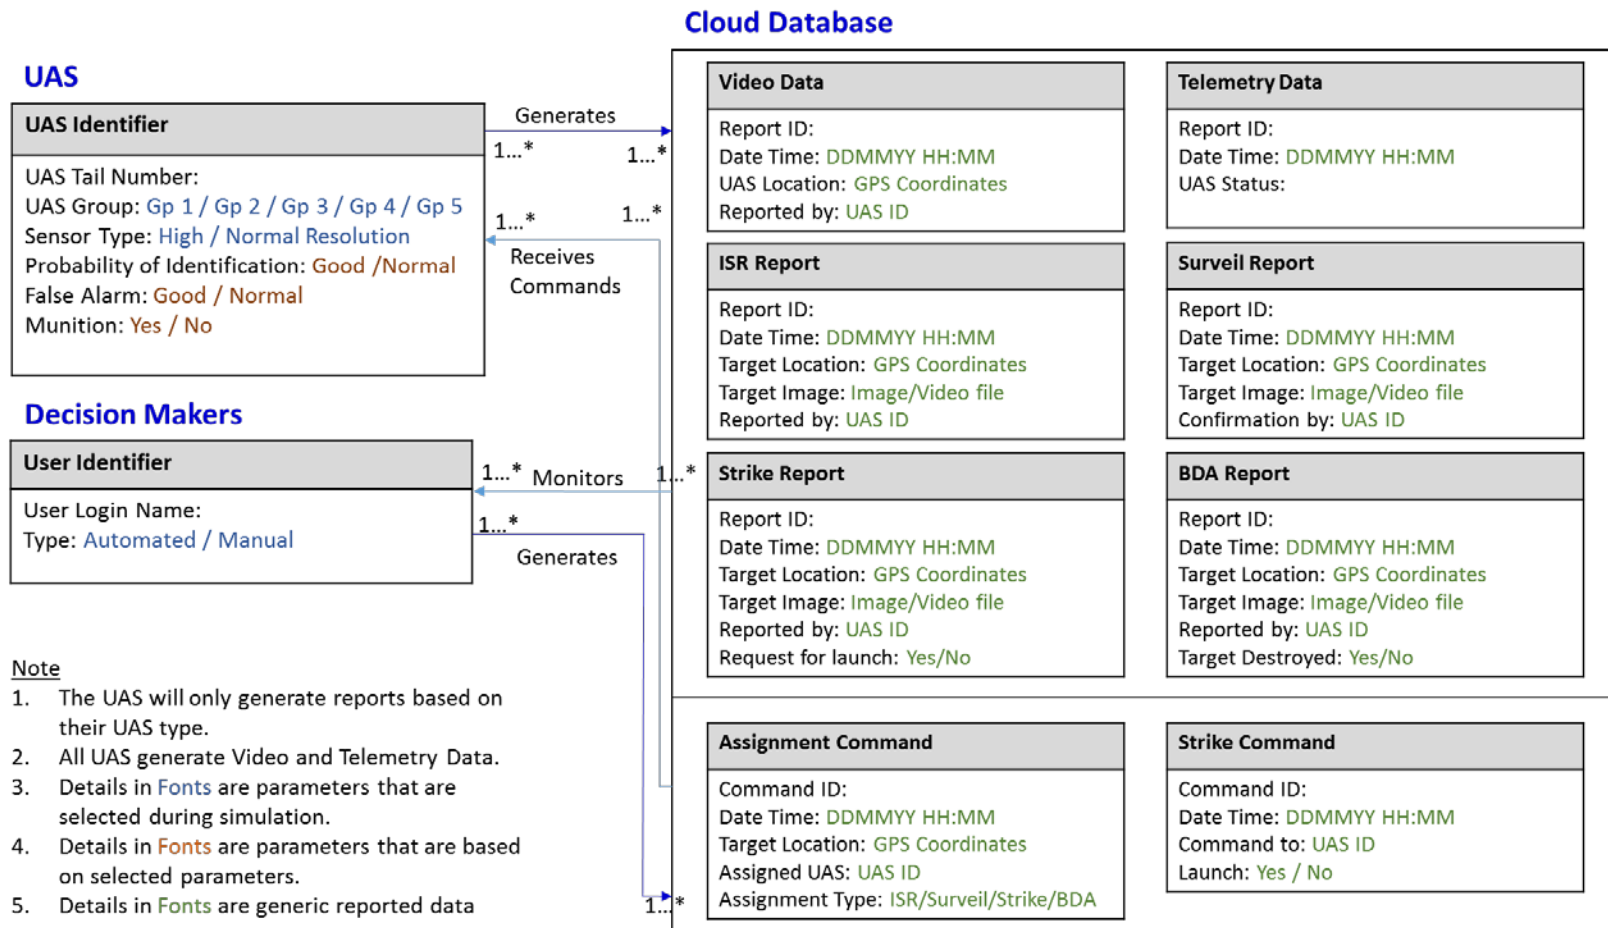 Cloud Database
UAS
UAS Identifier
UAS Tail Number:
UAS Group: Gp 1 / Gp 2 / Gp 3 / Gp 4 / Gp 5
Sensor Type: High / Normal Resolution
Probability of Identification: Good /Normal
False Alarm: Good / Normal
Munition: Yes / No
Generates
1...*
1...*
1...*
1...*
Receives
Commands
Decision Makers
User Identifier
User Login Name:
Type: Automated / Manual
1...*
Monitors
1...*
1...*
Generates
1...*
Note
1. The UAS will only generate reports based on
their UAS type.
2. All UAS generate Video and Telemetry Data.
3. Details in Fonts are parameters that are
selected during simulation.
4. Details in Fonts are parameters that are based
on selected parameters.
5. Details in Fonts are generic reported data
Video Data
Report ID:
Date Time: DDMMYY HH:MM
UAS Location: GPS Coordinates
Reported by: UAS ID
Telemetry Data
Report ID:
Date Time: DDMMYY HH:MM
UAS Status:
ISR Report
Report ID:
Date Time: DDMMYY HH:MM
Target Location: GPS Coordinates
Target Image: Image/Video file
Reported by: UAS ID
Surveil Report
Report ID:
Date Time: DDMMYY HH:MM
Target Location: GPS Coordinates
Target Image: Image/Video file
Confirmation by: UAS ID
Strike Report
Report ID:
Date Time: DDMMYY HH:MM
Target Location: GPS Coordinates
Target Image: Image/Video file
Reported by: UAS ID
Request for launch: Yes/No
BDA Report
Report ID:
Date Time: DDMMYY HH:MM
Target Location: GPS Coordinates
Target Image: Image/Video file
Reported by: UAS ID
Target Destroyed: Yes/No
Assignment Command
Command ID:
Date Time: DDMMYY HH:MM
Target Location: GPS Coordinates
Assigned UAS: UAS ID
Assignment Type: ISR/Surveil/Strike/BDA
Strike Command
Command ID:
Date Time: DDMMYY HH:MM
Command to: UAS ID
Launch: Yes / No